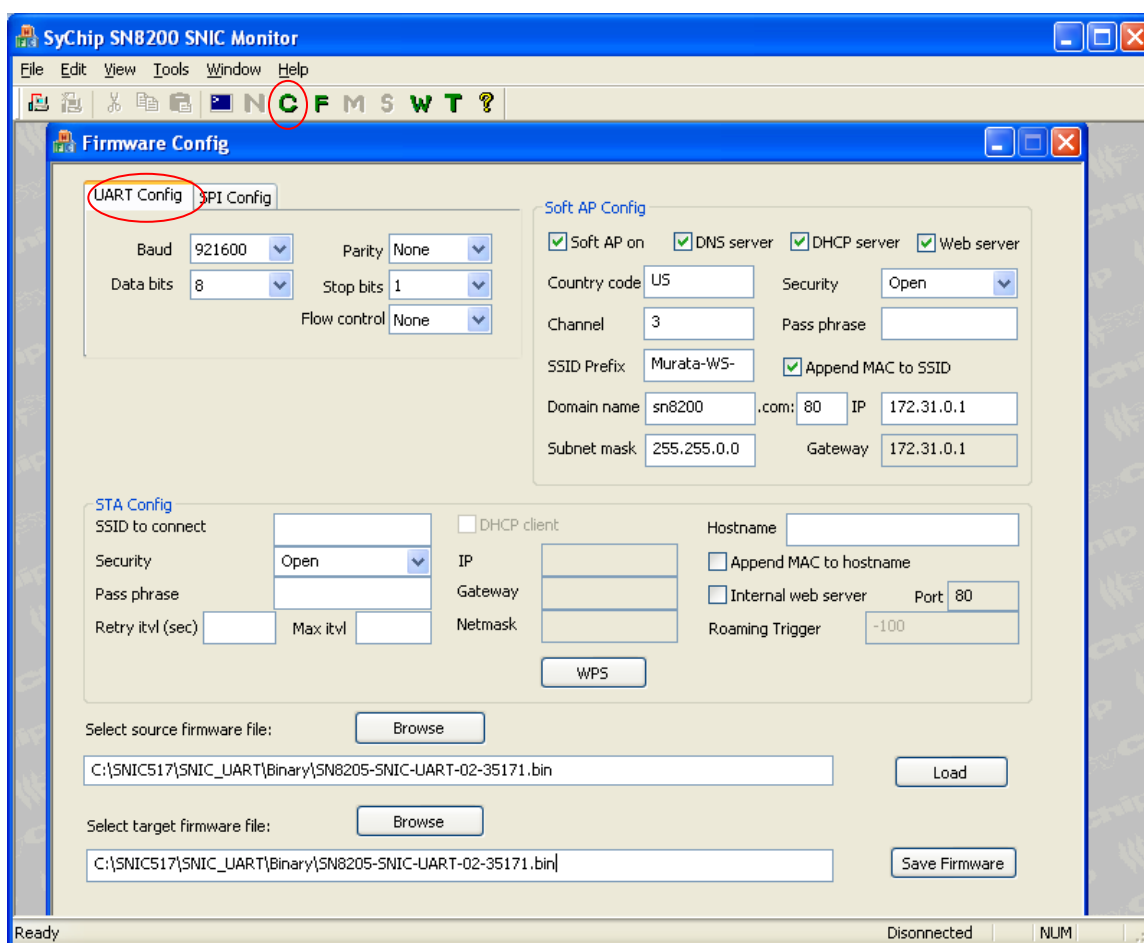 SyChip SN8200 SNIC Monitor
File Edit View Tools Window Help
N C F M S W T ?
Firmware Config
UART Config SPI Config
Baud 921600 Parity None
Data bits 8 Stop bits 1
Flow control None
Soft AP Config
Soft AP on DNS server DHCP server Web server
Country code US Security Open
Channel 3 Pass phrase
SSID Prefix Murata-WS- Append MAC to SSID
Domain name sn8200 .com: 80 IP 172.31.0.1
Subnet mask 255.255.0.0 Gateway 172.31.0.1
STA Config
SSID to connect DHCP client Hostname
Security Open IP Append MAC to hostname
Pass phrase Gateway Internal web server Port 80
Retry itvl (sec) Max itvl Netmask Roaming Trigger -100
WPS
Select source firmware file: Browse
C:\SNIC517\SNIC_UART\Binary\SN8205-SNIC-UART-02-35171.bin Load
Select target firmware file: Browse
C:\SNIC517\SNIC_UART\Binary\SN8205-SNIC-UART-02-35171.bin Save Firmware
Ready Disconnected NUM